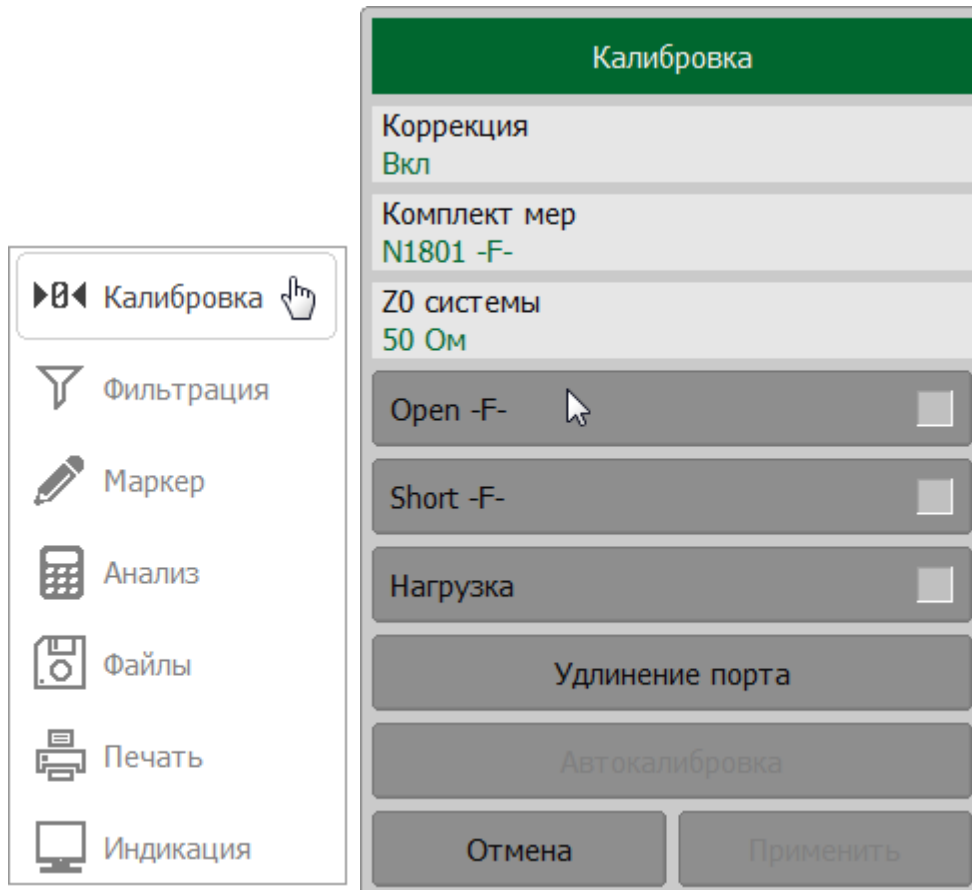 Калибровка
Фильтрация
Маркер
Анализ
Файлы
Печать
Индикация
Калибровка
Коррекция
Вкл
Комплект мер
N1801 -F-
Z0 системы
50 Ом
Open -F-
Short -F-
Нагрузка
Удлинение порта
Автокалибровка
Отмена
Применить